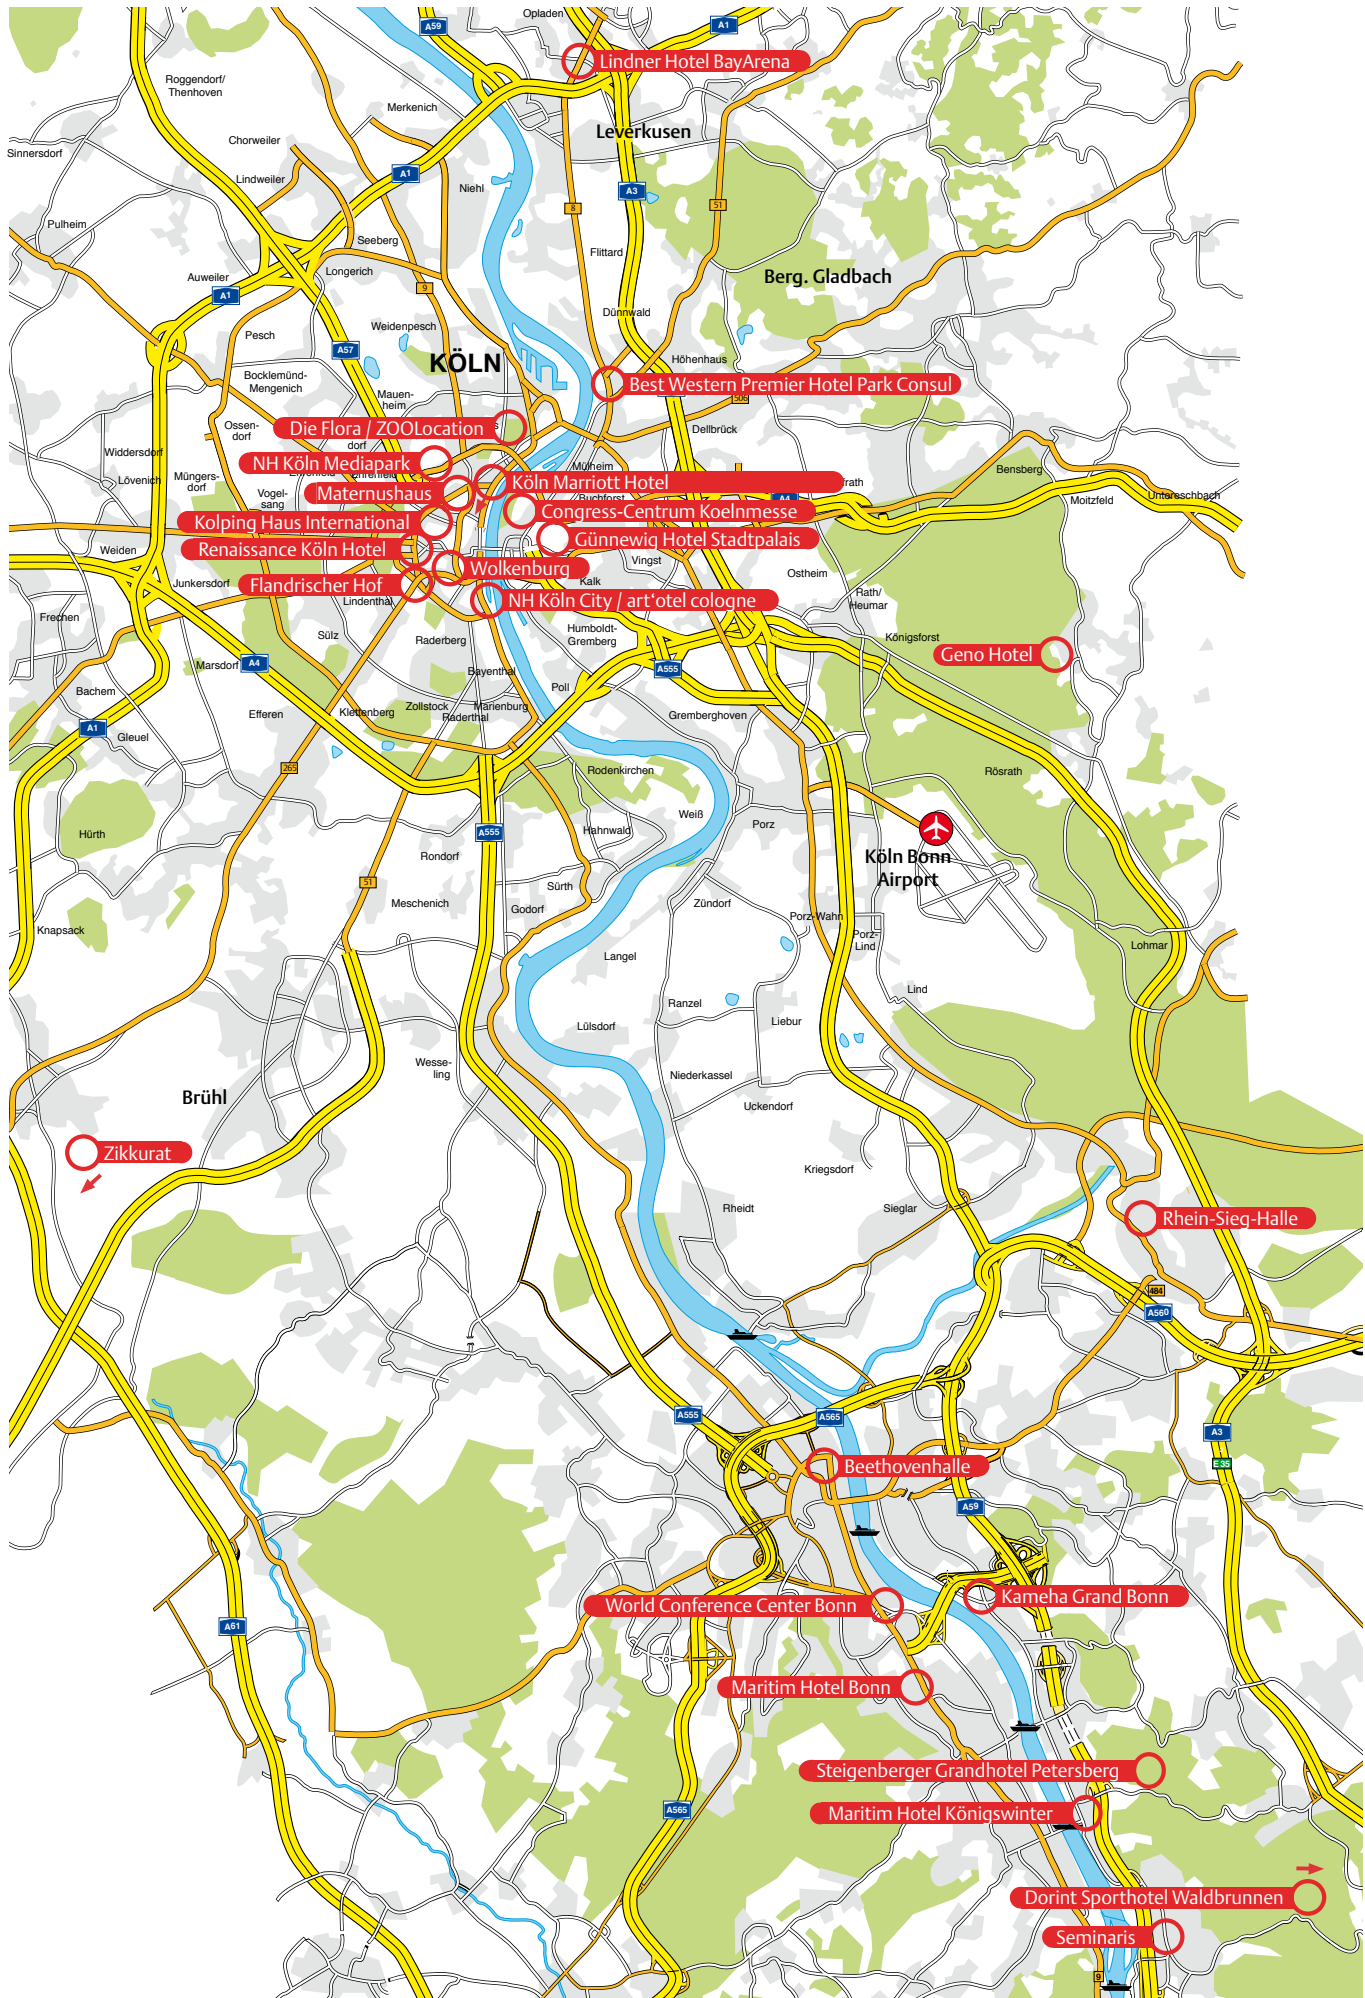 Opladen
A59
A1
Lindner Hotel BayArena
Roggendorf/
Thenhoven
Merkenich
Leverkusen
Chorweiler
Sinnersdorf
A1
Lindweiler
Niehl
A3
8
51
Pulheim
Seeberg
Flittard
Longerich
Auweiler
Berg. Gladbach
9
A1
Dünnwald
Weidenpesch
Pesch
A57
KÖLN
Höhenhaus
Bocklemünd-
Mengenich
Best Western Premier Hotel Park Consul
Mauen-
heim
506
Ossen-
dorf
Die Flora / ZOOLocation
Dellbrück
dorf
Widdersdorf
NH Köln Mediapark
Mülheim
Bensberg
Lövenich
Müngers-
dorf
Ehrenfeld
Köln Marriott Hotel
rath
Vogel-
sang
Maternushaus
Buchforst
A4
Moitzfeld
Untereschbach
Congress-Centrum Koelnmesse
Kolping Haus International
Günnewig Hotel Stadtpalais
Weiden
Renaissance Köln Hotel
Vingst
Wolkenburg
Ostheim
Junkersdorf
Flandrischer Hof
Kalk
Lindenthal
NH Köln City / art‘otel cologne
Rath/
Heumar
Frechen
Sülz
Raderberg
Humboldt-
Gremberg
Königsforst
Geno Hotel
Marsdorf
A4
Bayenthal
A555
Bachem
Poll
Klettenberg
Zollstock
Marienburg
Raderthal
Efferen
Gremberghoven
A1
Gleuel
265
Rodenkirchen
Rösrath
Weiß
Porz
Hürth
A555
Hahnwald
Rondorf
Köln Bonn
Airport
51
Sürth
Meschenich
Godorf
Zündorf
Porz-Wahn
Knapsack
Porz-
Lind
Lohmar
Langel
Lind
Ranzel
Lülsdorf
Liebur
Wesse-
ling
Niederkassel
Brühl
Uckendorf
Zikkurat
Kriegsdorf
Rheidt
Sieglar
Rhein-Sieg-Halle
484
A560
A555
A565
A3
E 35
Beethovenhalle
A59
Kameha Grand Bonn
World Conference Center Bonn
A61
Maritim Hotel Bonn
Steigenberger Grandhotel Petersberg
A565
Maritim Hotel Königswinter
Dorint Sporthotel Waldbrunnen
Seminaris
9